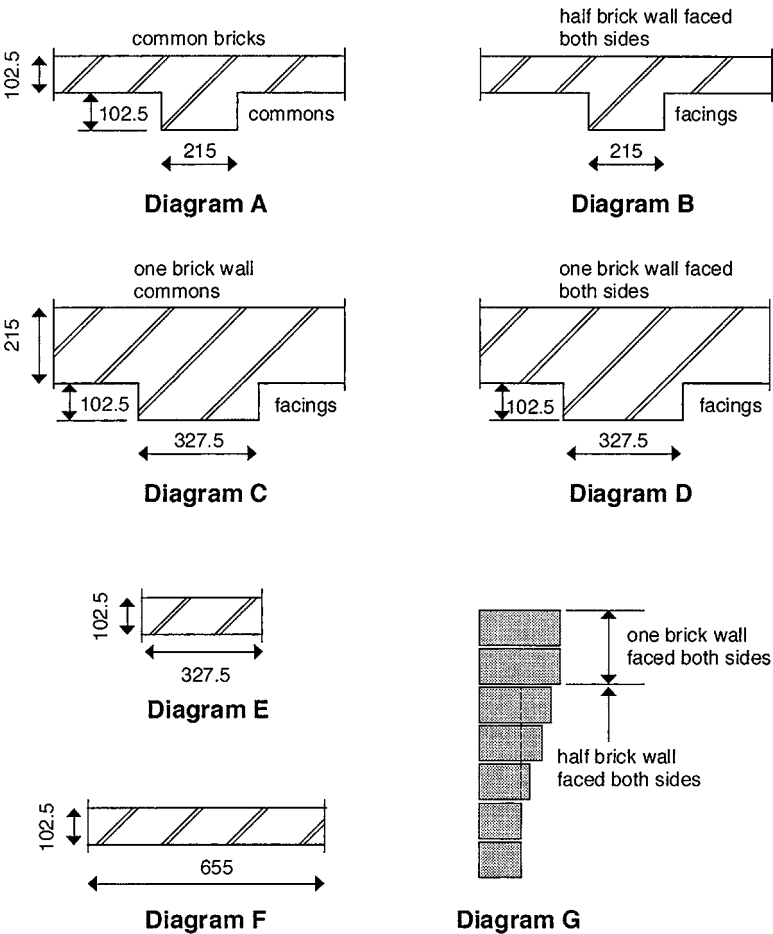 common bricks
102.5
102.5
commons
215
Diagram A
half brick wall faced
both sides
facings
215
Diagram B
one brick wall
commons
215
102.5
facings
327.5
Diagram C
one brick wall faced
both sides
102.5
facings
327.5
Diagram D
102.5
327.5
Diagram E
102.5
655
Diagram F
one brick wall
faced both sides
half brick wall
faced both sides
Diagram G